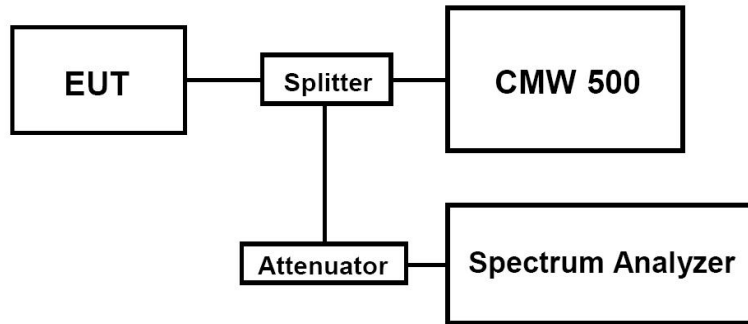 EUT
Splitter
CMW 500
Attenuator
Spectrum Analyzer